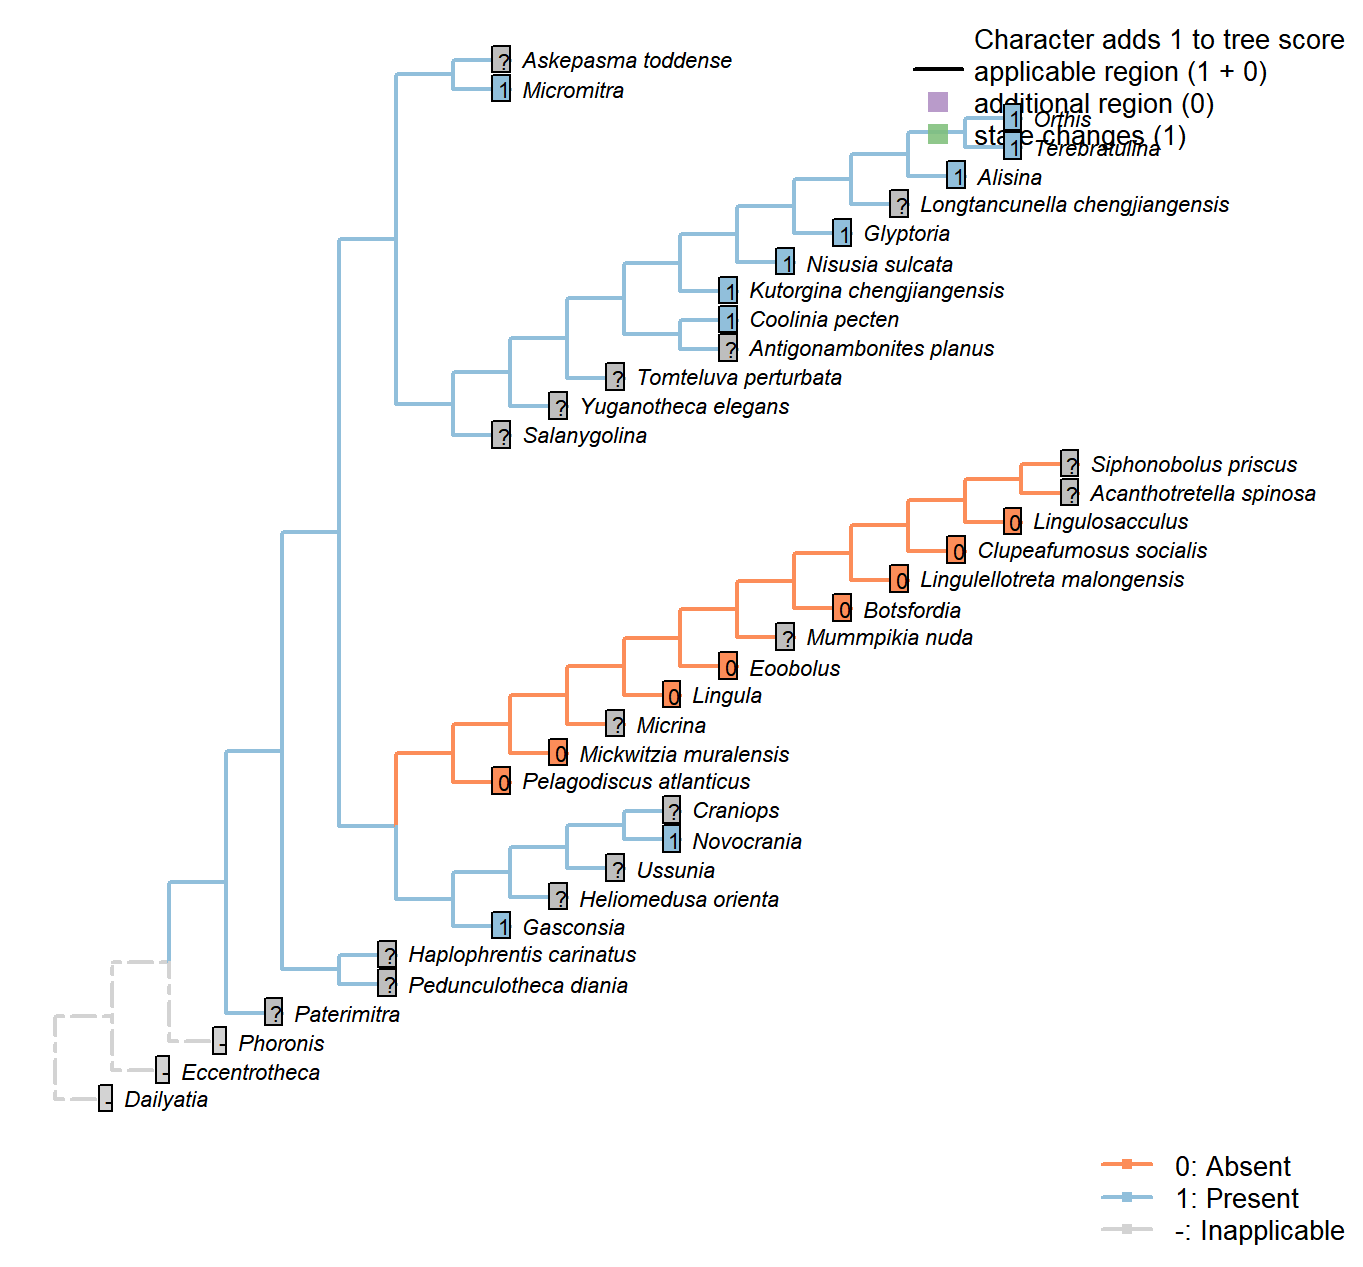 Character adds 1 to tree score
applicable region (1 + 0)
additional region (0)
state changes (1)
? Askepasma toddense
1 Micromitra
1 Orthis
1 Terebratulina
1 Alisina
? Longtancunella chengjiangensis
1 Glyptoria
1 Nisusia sulcata
1 Kutorgina chengjiangensis
1 Coolinia pecten
? Antigonambonites planus
? Tomteluva perturbata
? Yuganotheca elegans
? Salanygolina
? Siphonobolus priscus
? Acanthotretella spinosa
0 Lingulosacculus
0 Clupeafumosus socialis
0 Lingulellotreta malongensis
0 Botsfordia
? Mummpikia nuda
0 Eoobolus
0 Lingula
? Micrina
0 Mickwitzia muralensis
0 Pelagodiscus atlanticus
? Craniops
1 Novocrania
? Ussunia
? Heliomedusa orienta
1 Gasconsia
? Haplophrentis carinatus
? Pedunculotheca diania
? Paterimitra
- Phoronis
- Eccentrotheca
- Dailyatia
0: Absent
1: Present
-: Inapplicable